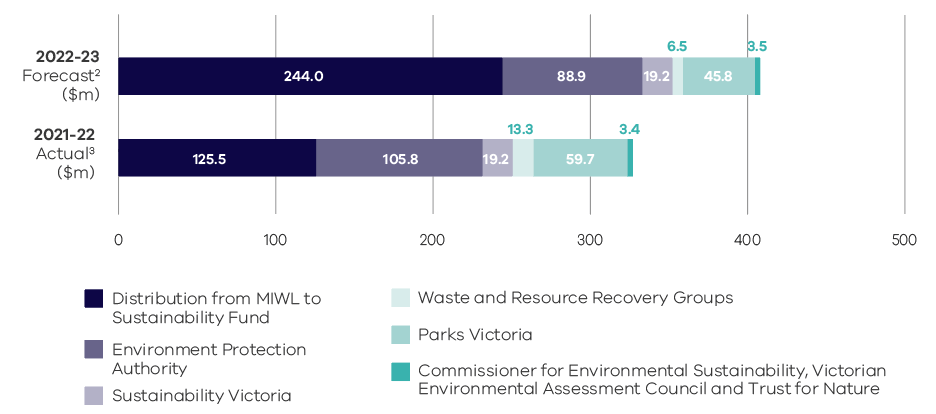 6.5
3.5
2022-23
Forecast²
($m)
244.0
88.9
19.2
45.8
13.3
3.4
2021-22
Actual³
($m)
125.5
105.8
19.2
59.7
0
100
200
300
400
500
Distribution from MIWL to
Sustainability Fund
Environment Protection
Authority
Sustainability Victoria
Waste and Resource Recovery Groups
Parks Victoria
Commissioner for Environmental Sustainability, Victorian
Environmental Assessment Council and Trust for Nature